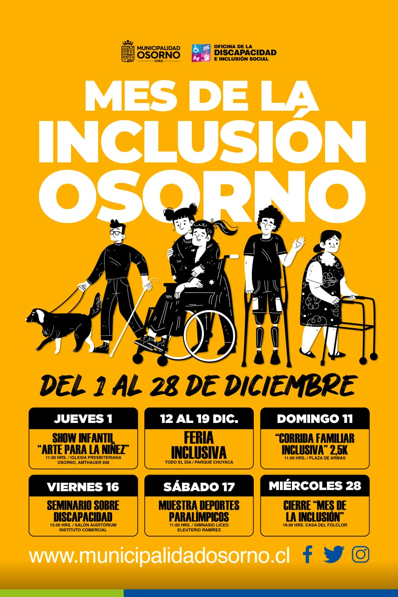 MUNICIPALIDAD
OSORNO
CHILE
OFICINA DE LA
DISCAPACIDAD
E INCLUSIÓN SOCIAL
MES DE LA
INCLUSIÓN
OSORNO
DEL 1 AL 28 DE DICIEMBRE
JUEVES 1
SHOW INFANTIL
"ARTE PARA LA NIÑEZ"
11:00 HRS. / IGLESIA PRESBITERIANA
OSORNO, AMTHAUER 938
12 AL 19 DIC.
FERIA
INCLUSIVA
TODO EL DÍA / PARQUE CHUYACA
DOMINGO 11
"CORRIDA FAMILIAR
INCLUSIVA" 2,5K
11:00 HRS. / PLAZA DE ARMAS
VIERNES 16
SEMINARIO SOBRE
DISCAPACIDAD
15:00 HRS. / SALÓN AUDITORIUM
INSTITUTO COMERCIAL
SÁBADO 17
MUESTRA DEPORTES
PARALÍMPICOS
11:00 HRS. / GIMNASIO LICEO
ELEUTERIO RAMÍREZ
MIÉRCOLES 28
CIERRE "MES DE
LA INCLUSIÓN"
19:00 HRS. CASA DEL FOLCLOR
www.municipalidadosorno.cl